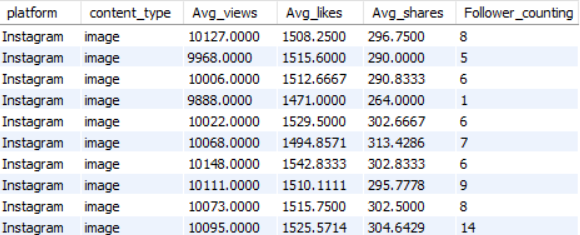 platform content_type Avg_views Avg_likes Avg_shares Follower_counting
Instagram image 10127.0000 1508.2500 296.7500 8
Instagram image 9968.0000 1515.6000 290.0000 5
Instagram image 10006.0000 1512.6667 290.8333 6
Instagram image 9888.0000 1471.0000 264.0000 1
Instagram image 10022.0000 1529.5000 302.6667 6
Instagram image 10068.0000 1494.8571 313.4286 7
Instagram image 10148.0000 1542.8333 302.8333 6
Instagram image 10111.0000 1510.1111 295.7778 9
Instagram image 10073.0000 1515.7500 302.5000 8
Instagram image 10095.0000 1525.5714 304.6429 14